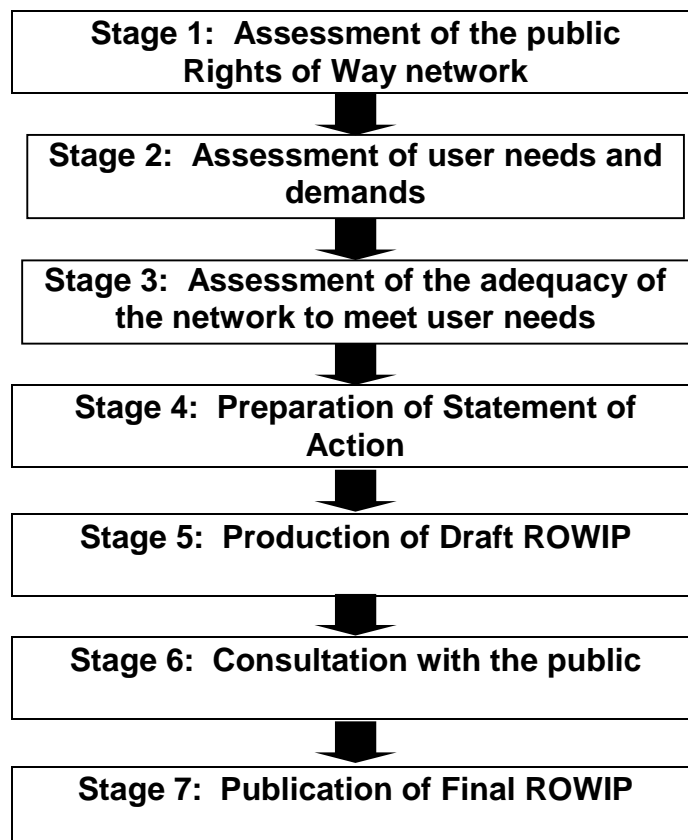 Stage 1:  Assessment of the public
Rights of Way network
Stage 2:  Assessment of user needs and
demands
Stage 3:  Assessment of the adequacy of
the network to meet user needs
Stage 4:  Preparation of Statement of
Action
Stage 5:  Production of Draft ROWIP
Stage 6:  Consultation with the public
Stage 7:  Publication of Final ROWIP